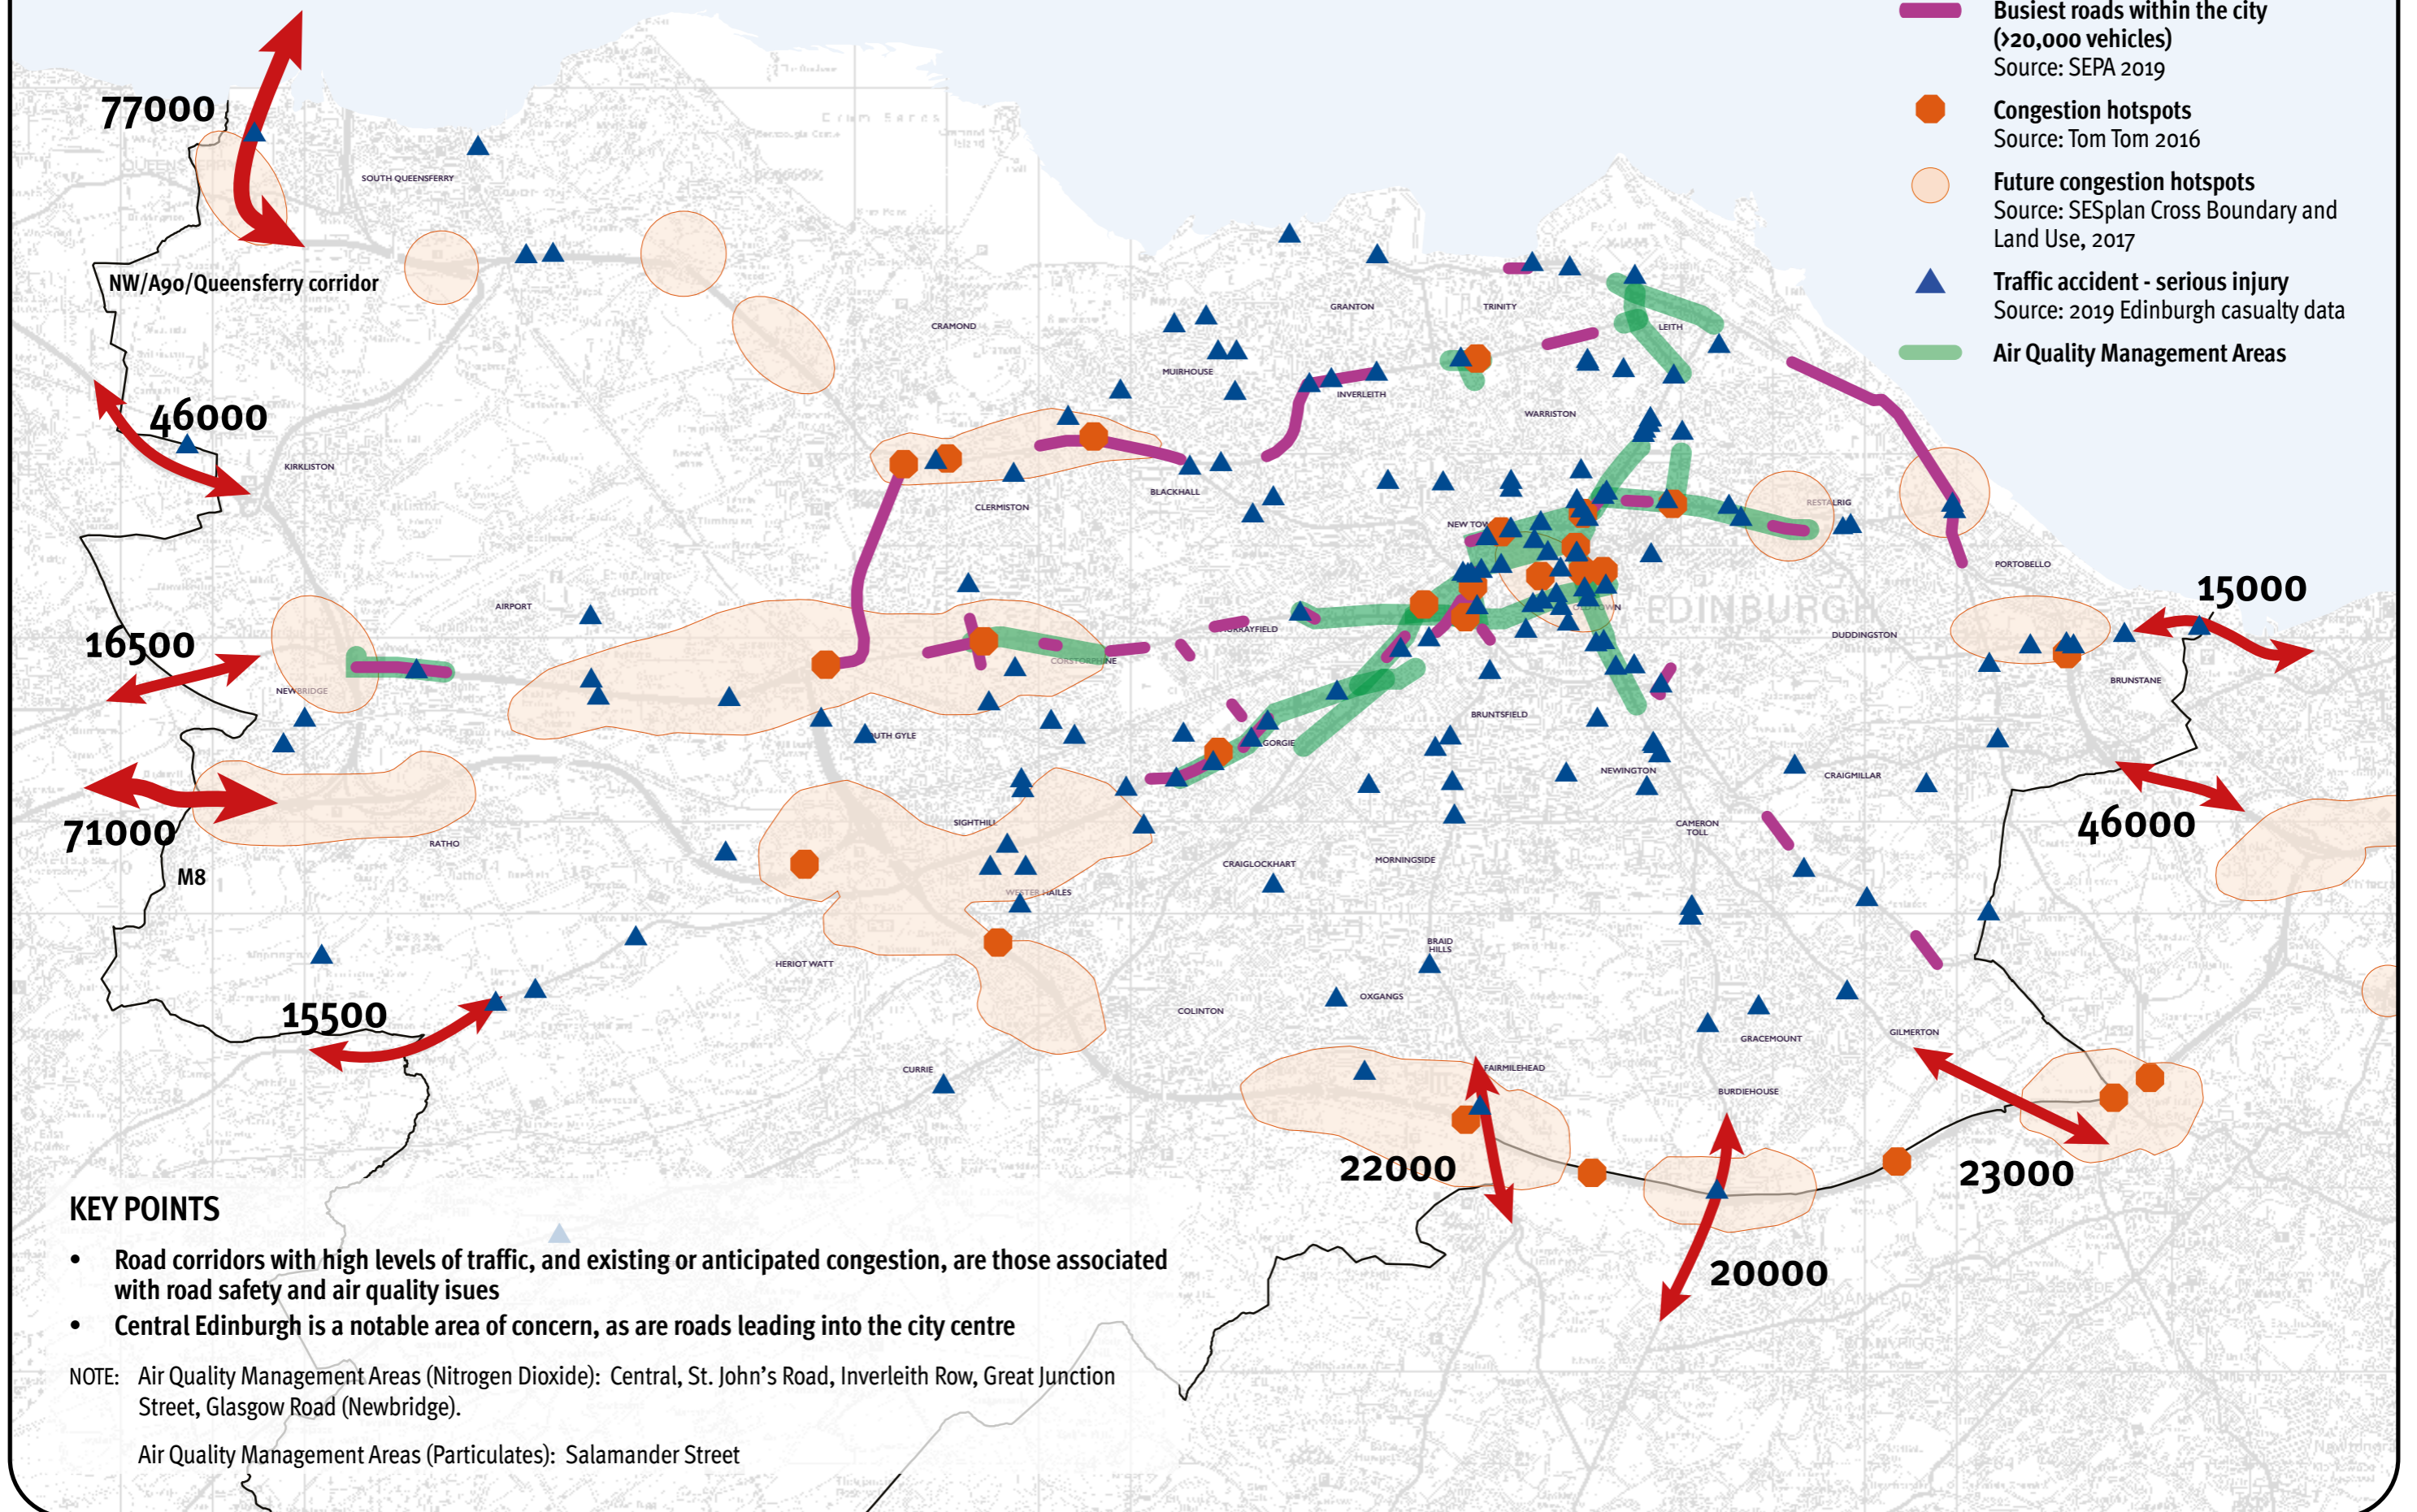 Busiest roads within the city
(>20,000 vehicles)
Source: SEPA 2019
Congestion hotspots
Source: Tom Tom 2016
Future congestion hotspots
Source: SESplan Cross Boundary and
Land Use, 2017
Traffic accident - serious injury
Source: 2019 Edinburgh casualty data
Air Quality Management Areas
77000
SOUTH QUEENSFERRY
NW/A90/Queensferry corridor
GRANTON
TRINITY
LEITH
CRAMOND
MUIRHOUSE
INVERLEITH
WARRISTON
46000
KIRKLISTON
BLACKHALL
CLERMISTON
RESTALRIG
NEW TOWN
PORTOBELLO
15000
AIRPORT
OLD TOWN
EDINBURGH
16500
MURRAYFIELD
DUDDINGSTON
CORSTORPHINE
BRUNSTANE
NEWBRIDGE
BRUNTSFIELD
SOUTH GYLE
GORGIE
NEWINGTON
CRAIGMILLAR
71000
SIGHTHILL
CAMERON
TOLL
46000
RATHO
M8
CRAIGLOCKHART
MORNINGSIDE
WESTER HAILES
BRAID
HILLS
HERIOT WATT
OXGANGS
15500
COLINTON
GILMERTON
GRACEMOUNT
CURRIE
FAIRMILEHEAD
BURDIEHOUSE
22000
23000
20000
KEY POINTS
• Road corridors with high levels of traffic, and existing or anticipated congestion, are those associated
with road safety and air quality isues
• Central Edinburgh is a notable area of concern, as are roads leading into the city centre
NOTE: Air Quality Management Areas (Nitrogen Dioxide): Central, St. John's Road, Inverleith Row, Great Junction
Street, Glasgow Road (Newbridge).
Air Quality Management Areas (Particulates): Salamander Street